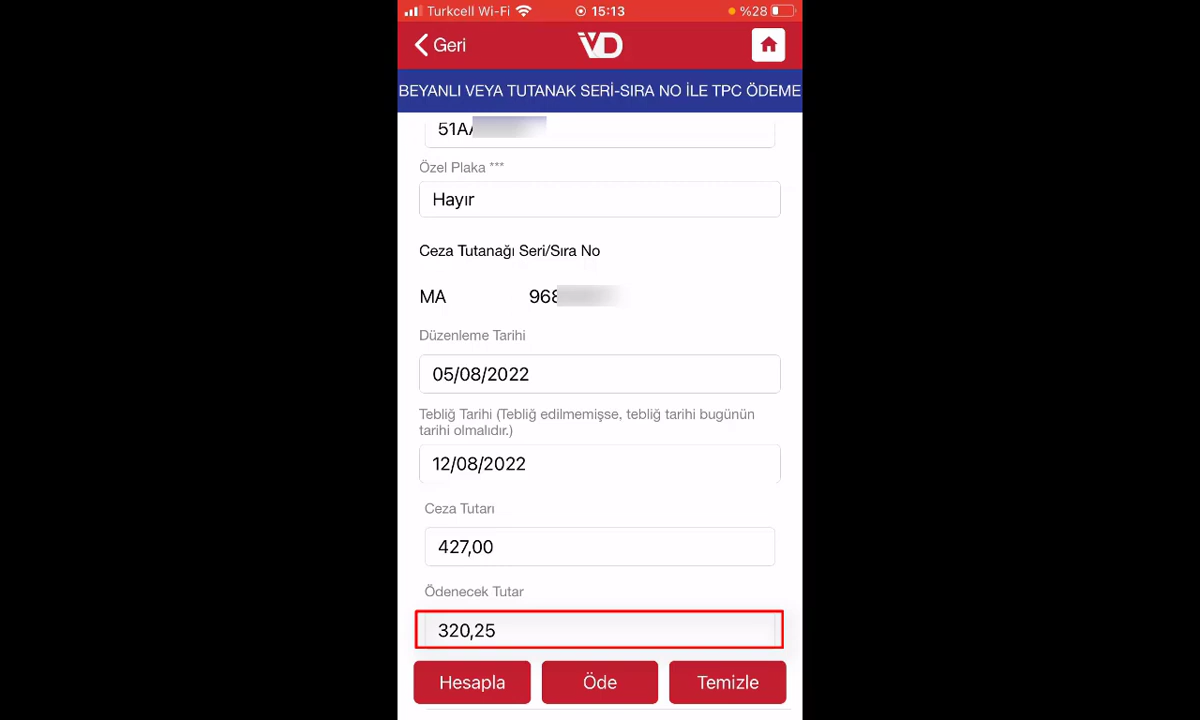 Turkcell Wi-Fi 15:13 %28
Geri VD
BEYANLI VEYA TUTANAK SERİ-SIRA NO İLE TPC ÖDEME
51AA
Özel Plaka ***
Hayır
Ceza Tutanağı Seri/Sıra No
MA 968
Düzenleme Tarihi
05/08/2022
Tebliğ Tarihi (Tebliğ edilmemişse, tebliğ tarihi bugünün
tarihi olmalıdır.)
12/08/2022
Ceza Tutarı
427,00
Ödenecek Tutar
320,25
Hesapla Öde Temizle